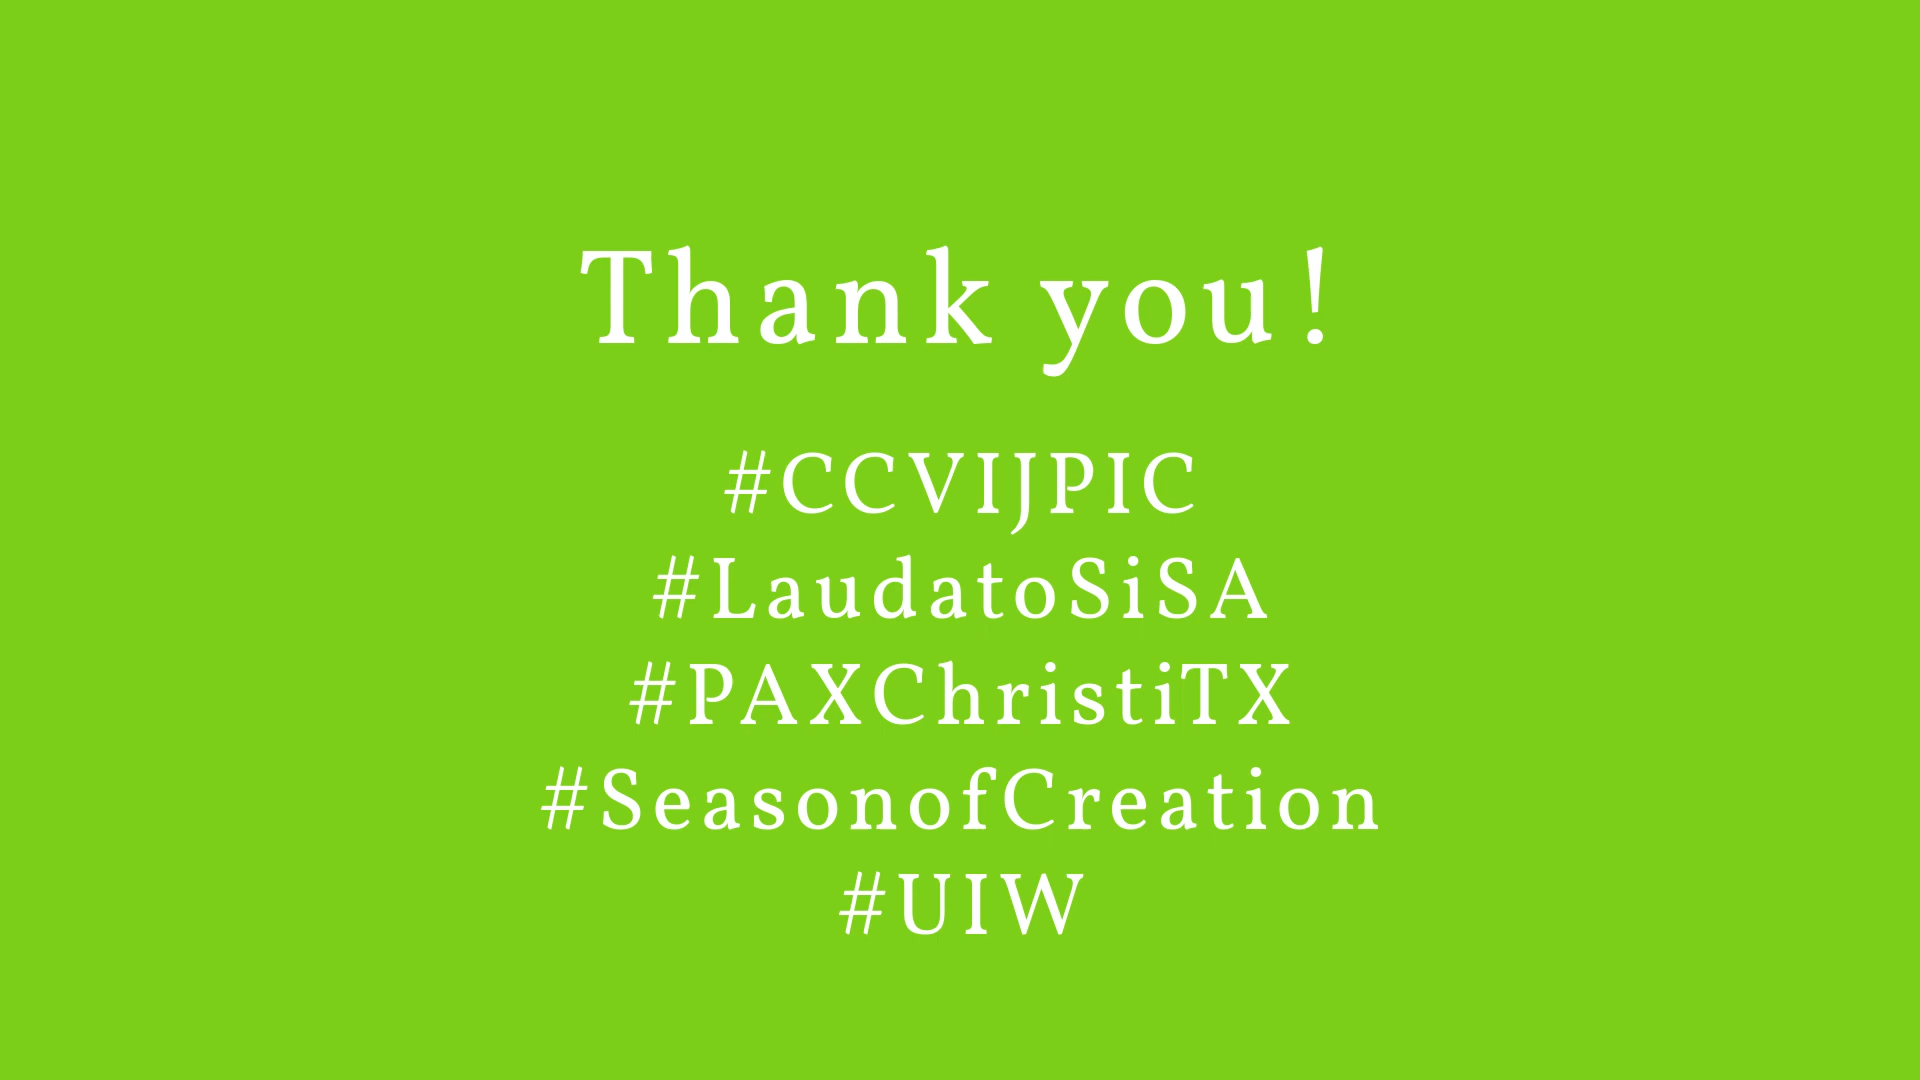 Thank you!
#CCVIJPIC
#LaudatoSiSA
#PAXChristiTX
#SeasonofCreation
#UIW